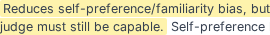 Reduces self-preference/familiarity bias, but
judge must still be capable. Self-preference